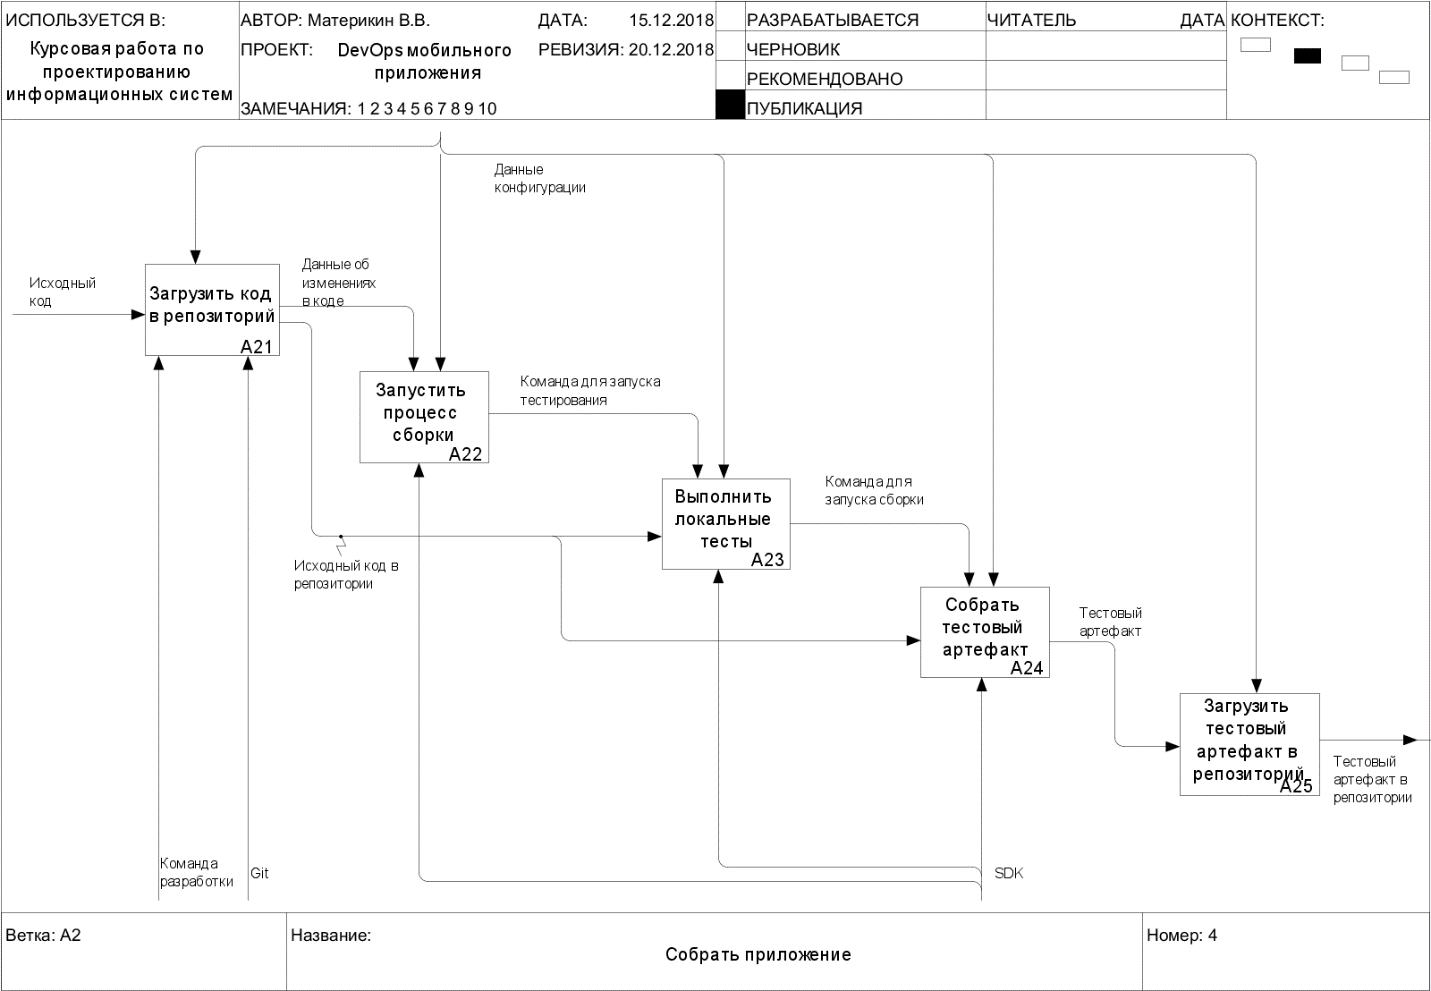 ИСПОЛЬЗУЕТСЯ В:
Курсовая работа по
проектированию
информационных систем
АВТОР: Материкин В.В.
ДАТА: 15.12.2018
ПРОЕКТ: DevOps мобильного
приложения
РЕВИЗИЯ: 20.12.2018
ЗАМЕЧАНИЯ: 1 2 3 4 5 6 7 8 9 10
РАЗРАБАТЫВАЕТСЯ
ЧЕРНОВИК
РЕКОМЕНДОВАНО
ПУБЛИКАЦИЯ
ЧИТАТЕЛЬ
ДАТА
КОНТЕКСТ:
Данные
конфигурации
Исходный
код
Загрузить код
в репозиторий
A21
Данные об
изменениях
в коде
Запустить
процесс
сборки
A22
Команда для запуска
тестирования
Выполнить
локальные
тесты
A23
Исходный код в
репозитории
Команда для
запуска сборки
Собрать
тестовый
артефакт
A24
Тестовый
артефакт
Загрузить
тестовый
артефакт в
репозиторий
A25
Тестовый
артефакт в
репозитории
Команда
разработки
Git
SDK
Ветка: A2
Название:
Собрать приложение
Номер: 4